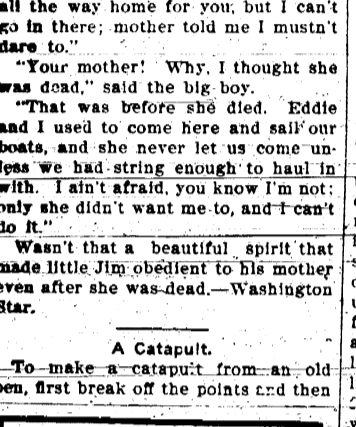 all the way home for you, but I can't
go in there; mother told me I mustn't
dare to."
"Your mother! Why, I thought she
was dead," said the big boy.
"That was before she died. Eddie
and I used to come here and sail our
boats, and she never let us come un-
less we had string enough to haul in
with. I ain't afraid, you know I'm not;
only she didn't want me to, and I can't
do it."
Wasn't that a beautiful spirit that
made little Jim obedient to his mother
even after she was dead.—Washington
Star.
A Catapult.
To make a catapult from an old
pen, first break off the points and then